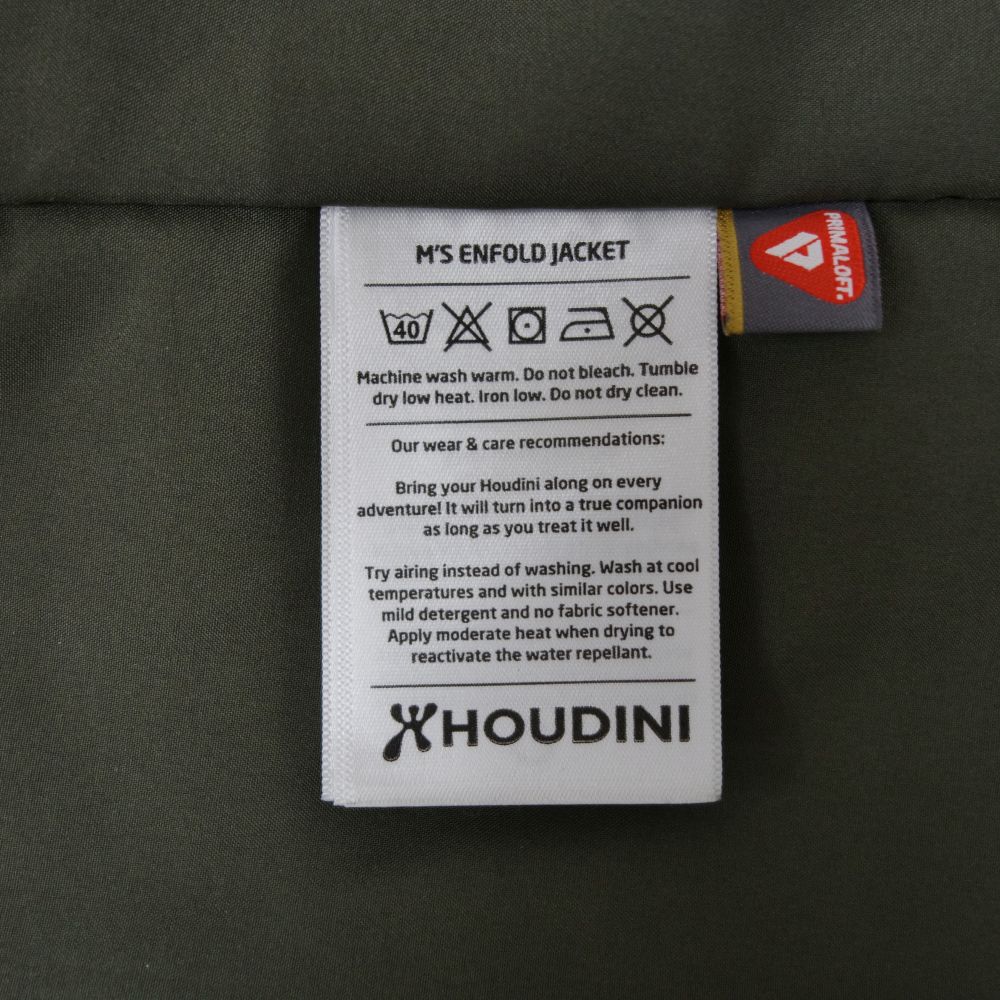 M'S ENFOLD JACKET
40
Machine wash warm. Do not bleach. Tumble
dry low heat. Iron low. Do not dry clean.
Our wear & care recommendations:
Bring your Houdini along on every
adventure! It will turn into a true companion
as long as you treat it well.
Try airing instead of washing. Wash at cool
temperatures and with similar colors. Use
mild detergent and no fabric softener.
Apply moderate heat when drying to
reactivate the water repellant.
HOUDINI
PRIMALOFT.